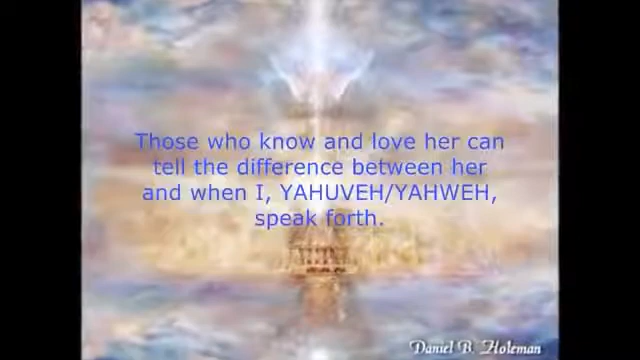 Those who know and love her can
tell the difference between her
and when I, YAHUVEH/YAHWEH,
speak forth.
Daniel B. Holeman